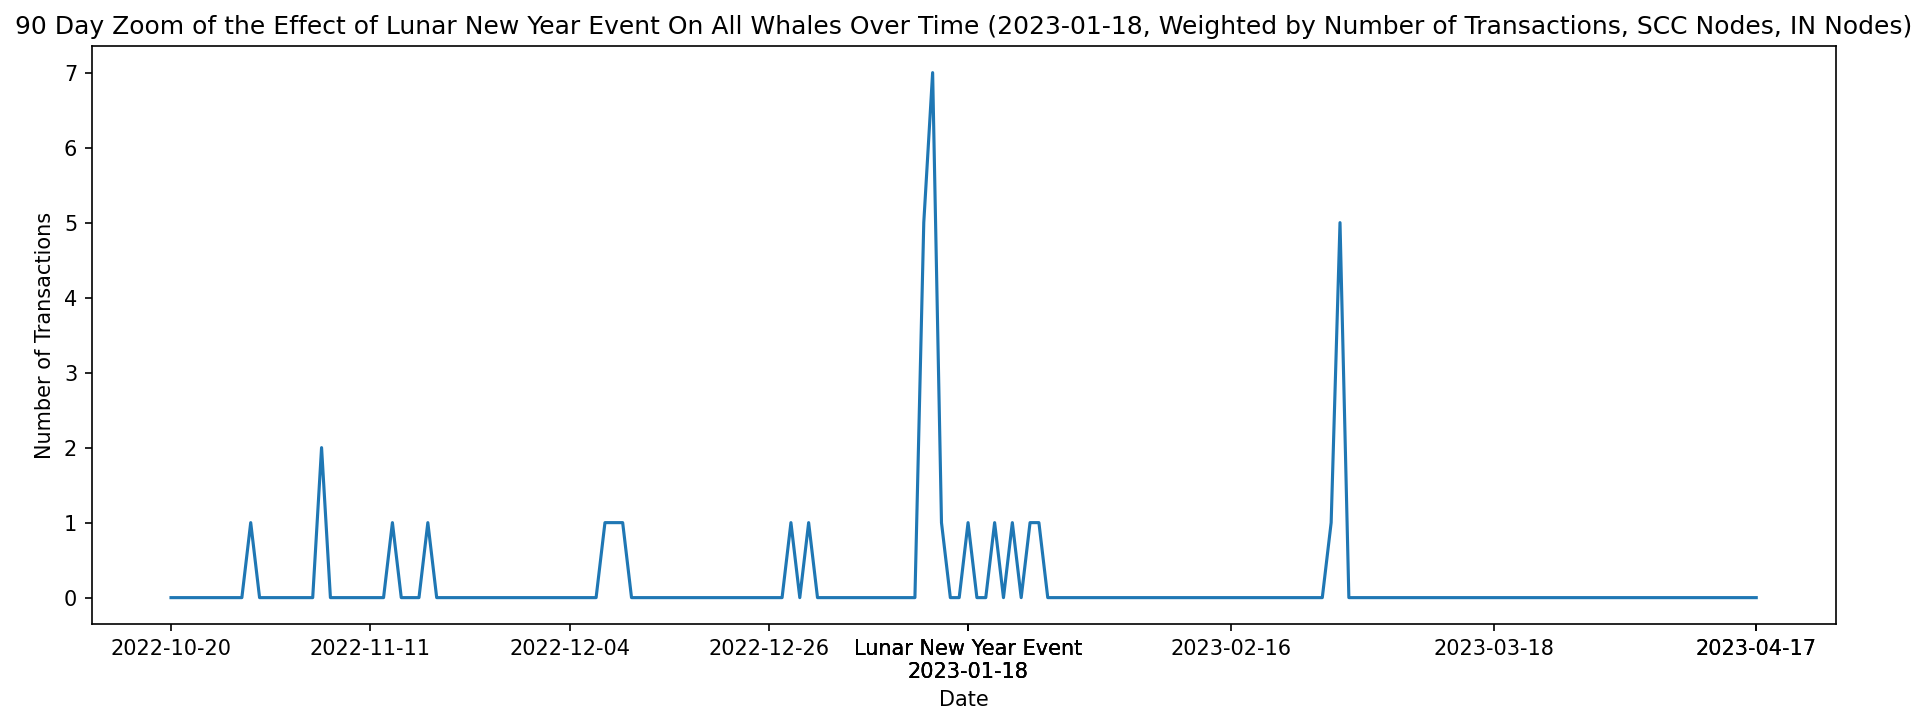 90 Day Zoom of the Effect of Lunar New Year Event On All Whales Over Time (2023-01-18, Weighted by Number of Transactions, SCC Nodes, IN Nodes)
Number of Transactions
7
6
5
4
3
2
1
0
2022-10-20 2022-11-11 2022-12-04 2022-12-26 Lunar New Year Event 2023-02-16 2023-03-18 2023-04-17
2023-01-18
Date